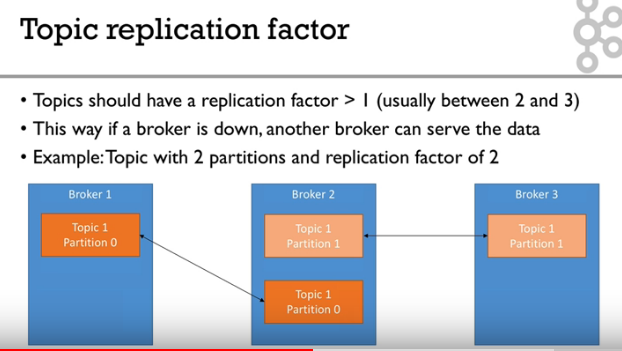 Topic replication factor
• Topics should have a replication factor > 1 (usually between 2 and 3)
• This way if a broker is down, another broker can serve the data
• Example: Topic with 2 partitions and replication factor of 2
Broker 1
Topic 1
Partition 0
Broker 2
Topic 1
Partition 1
Topic 1
Partition 0
Broker 3
Topic 1
Partition 1